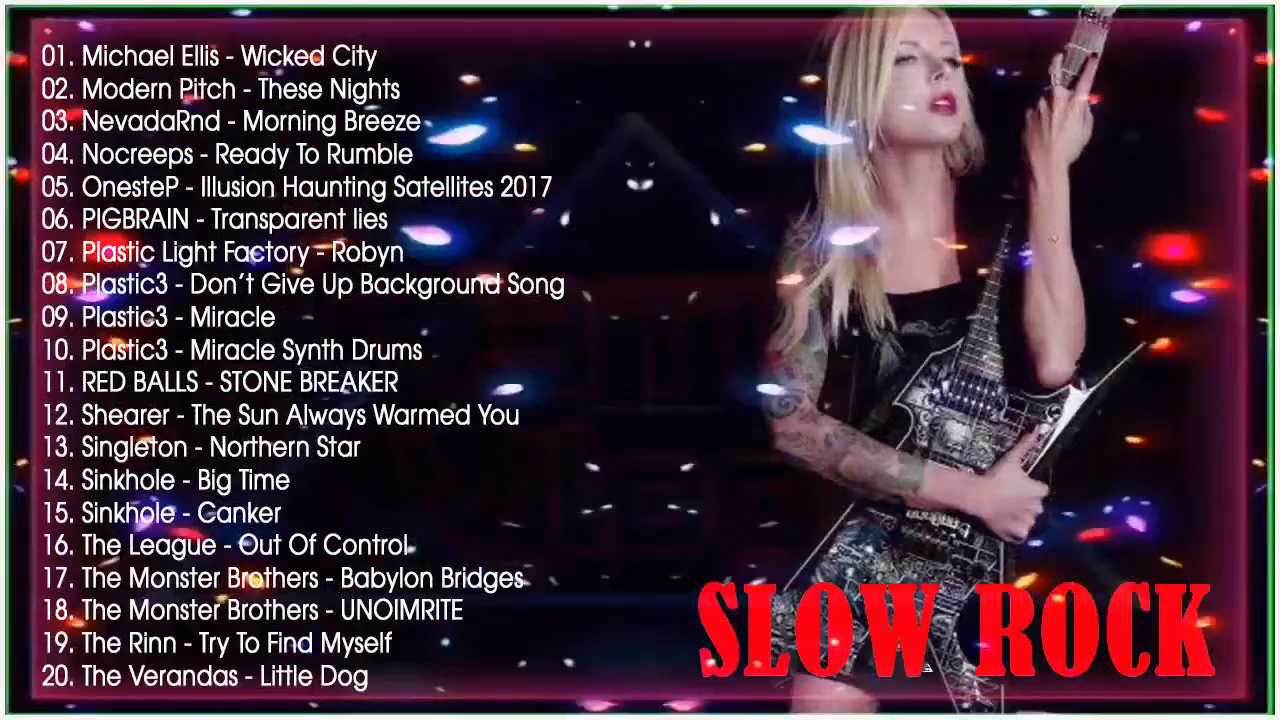 01. Michael Ellis - Wicked City
02. Modern Pitch - These Nights
03. NevadaRnd - Morning Breeze
04. Nocreeps - Ready To Rumble
05. OnesteP - Illusion Haunting Satellites 2017
06. PIGBRAIN - Transparent lies
07. Plastic Light Factory - Robyn
08. Plastic3 - Don't Give Up Background Song
09. Plastic3 - Miracle
10. Plastic3 - Miracle Synth Drums
11. RED BALLS - STONE BREAKER
12. Shearer - The Sun Always Warmed You
13. Singleton - Northern Star
14. Sinkhole - Big Time
15. Sinkhole - Canker
16. The League - Out Of Control
17. The Monster Brothers - Babylon Bridges
18. The Monster Brothers - UNOIMRITE
19. The Rinn - Try To Find Myself
20. The Verandas - Little Dog
SLOW ROCK